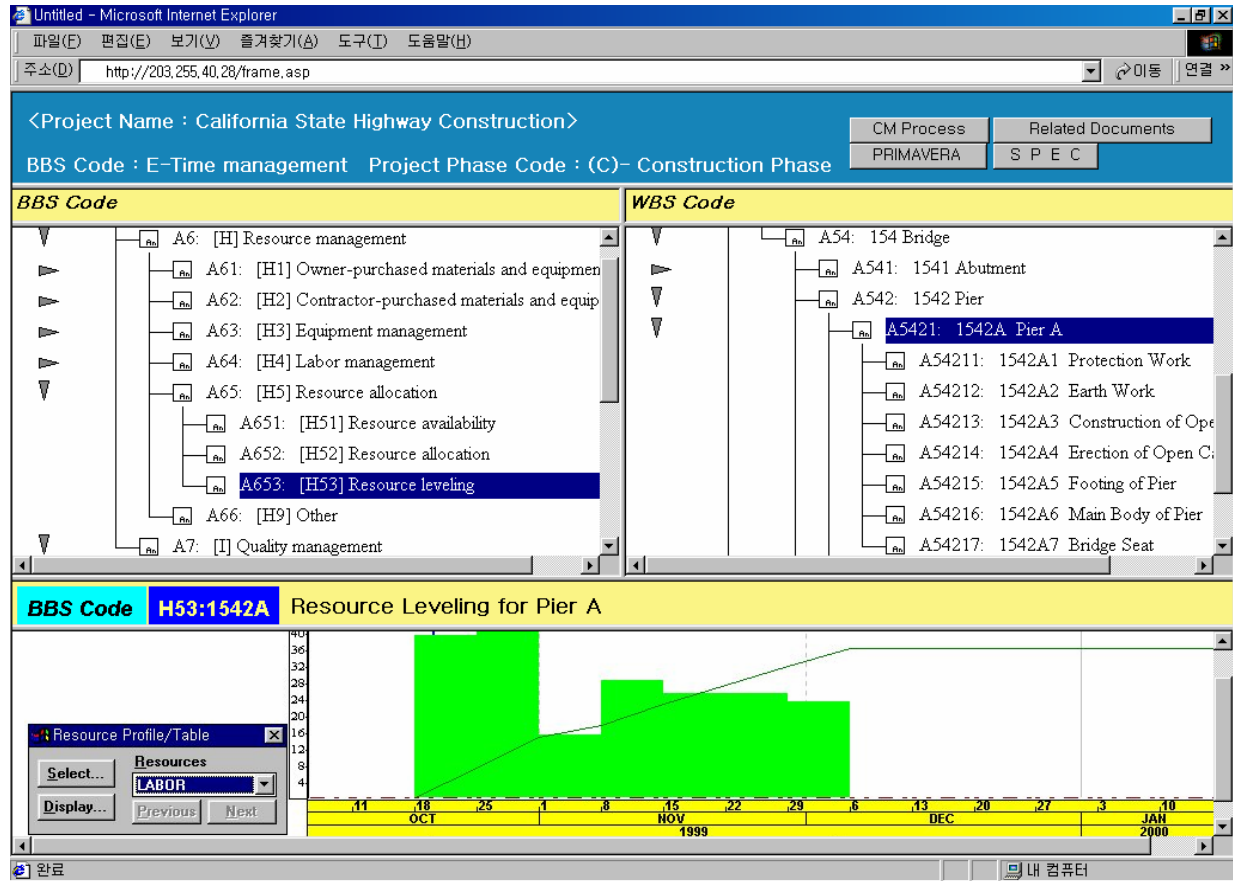 Untitled - Microsoft Internet Explorer
파일(F) 편집(E) 보기(V) 즐겨찾기(A) 도구(T) 도움말(H)
주소(D) http://203,255,40,28/frame,asp 이동 연결 »
<Project Name : California State Highway Construction>
CM Process Related Documents
BBS Code : E-Time management Project Phase Code : (C)- Construction Phase
PRIMAVERA S P E C
BBS Code
A6: [H] Resource management
A61: [H1] Owner-purchased materials and equipmen
A62: [H2] Contractor-purchased materials and equip
A63: [H3] Equipment management
A64: [H4] Labor management
A65: [H5] Resource allocation
A651: [H51] Resource availability
A652: [H52] Resource allocation
A653: [H53] Resource leveling
A66: [H9] Other
A7: [I] Quality management
WBS Code
A54: 154 Bridge
A541: 1541 Abutment
A542: 1542 Pier
A5421: 1542A Pier A
A54211: 1542A1 Protection Work
A54212: 1542A2 Earth Work
A54213: 1542A3 Construction of Ope
A54214: 1542A4 Erection of Open Ca
A54215: 1542A5 Footing of Pier
A54216: 1542A6 Main Body of Pier
A54217: 1542A7 Bridge Seat
BBS Code H53:1542A Resource Leveling for Pier A
40
36
32
28
24
20
16
12
8
4
Resource Profile/Table
Select... Resources
LABOR
Display... Previous Next
11 18 25 1 8 15 22 29 6 13 20 27 3 10
OCT NOV DEC JAN
1999 2000
완료 내 컴퓨터